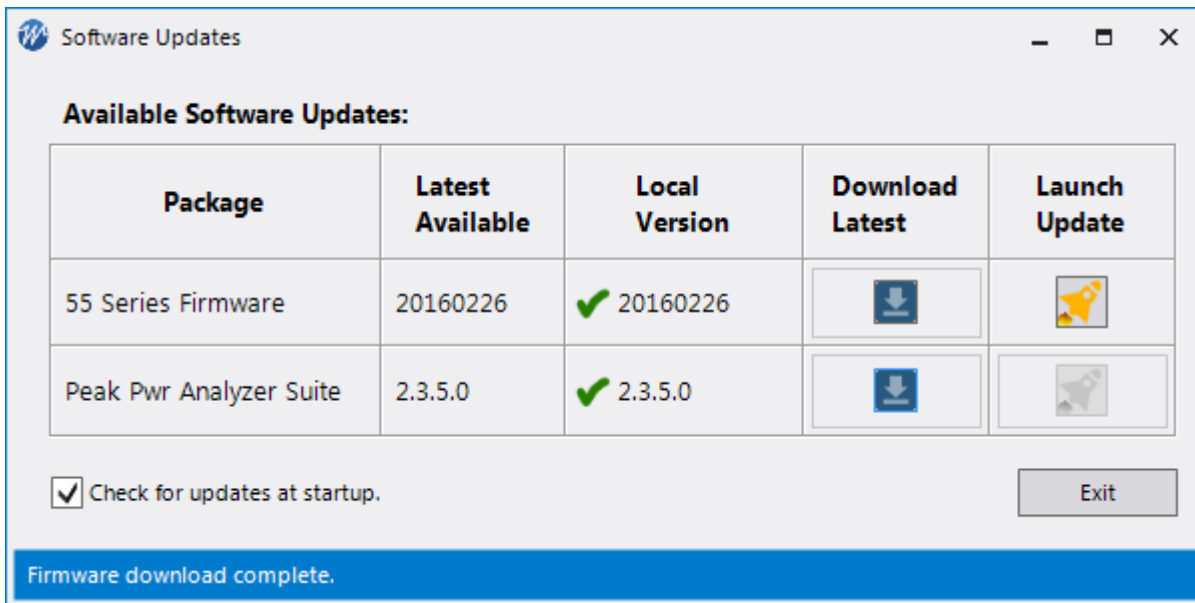 Software Updates
Available Software Updates:
Package
Latest
Available
Local
Version
Download
Latest
Launch
Update
55 Series Firmware 20160226 20160226
Peak Pwr Analyzer Suite 2.3.5.0 2.3.5.0
Check for updates at startup.
Exit
Firmware download complete.